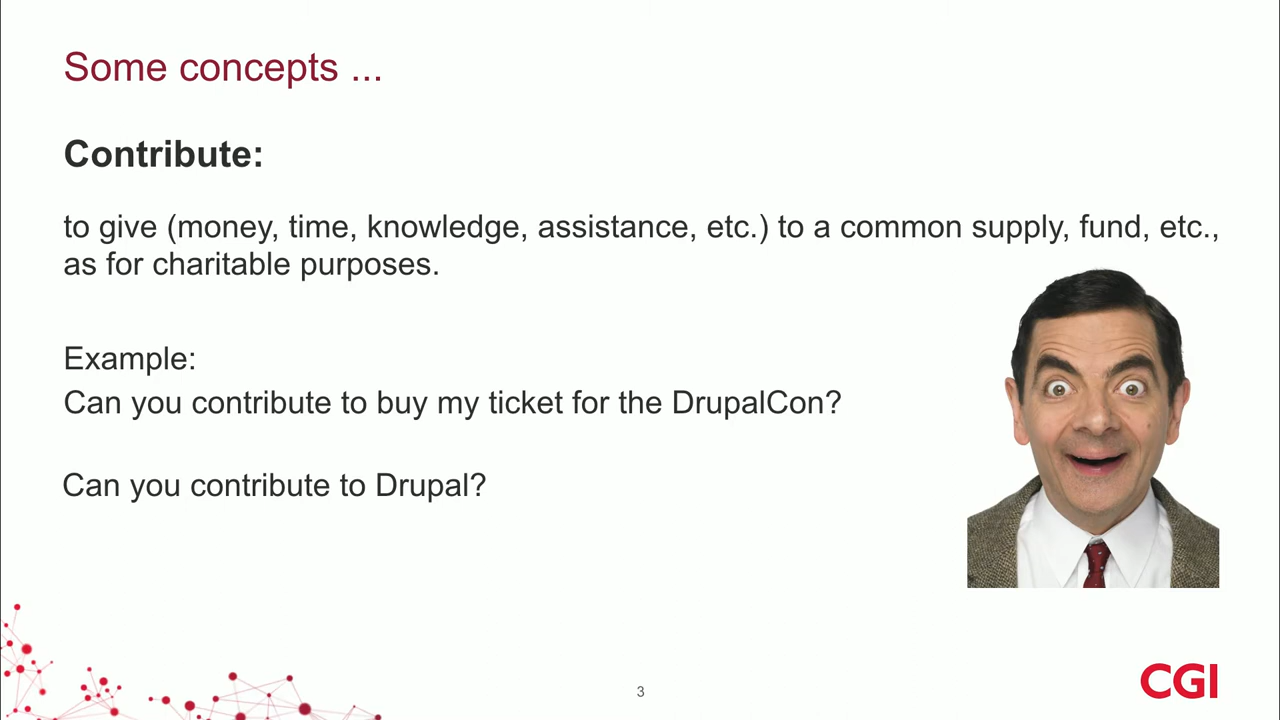 Some concepts ...
Contribute:
to give (money, time, knowledge, assistance, etc.) to a common supply, fund, etc.,
as for charitable purposes.
Example:
Can you contribute to buy my ticket for the DrupalCon?
Can you contribute to Drupal?
3
CGI